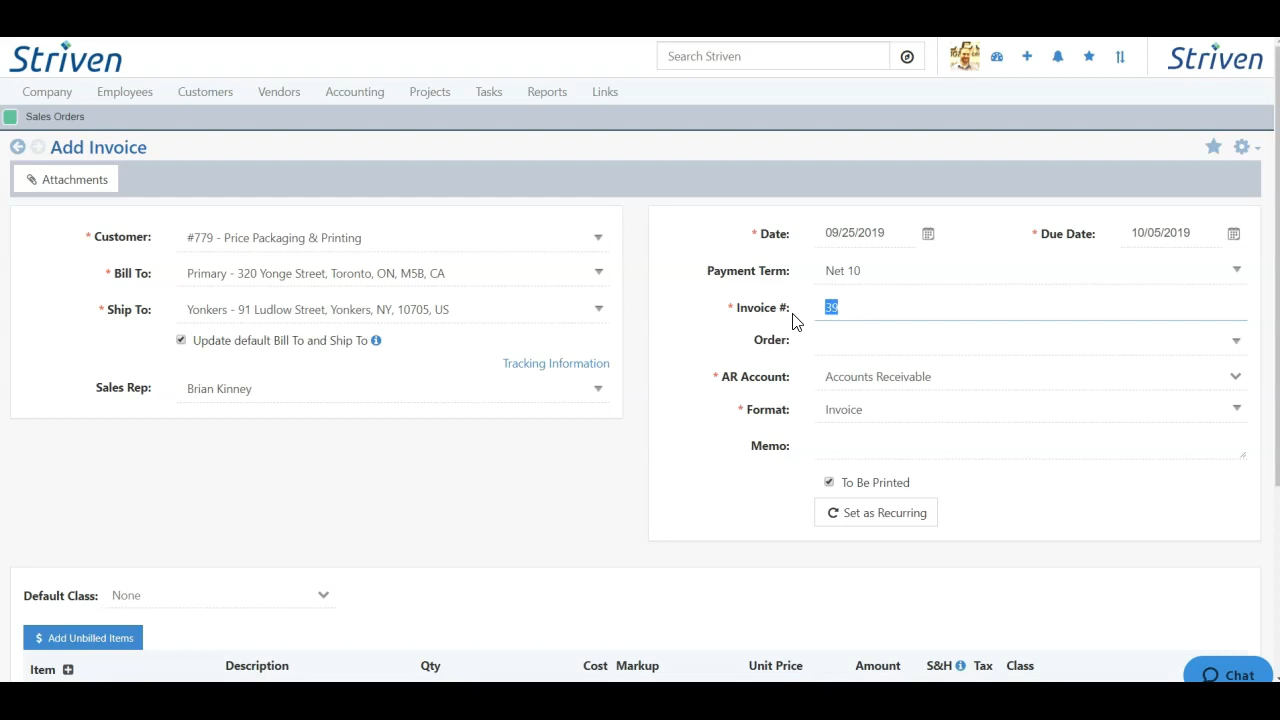 Striven
Search Striven
Striven
Company Employees Customers Vendors Accounting Projects Tasks Reports Links
Sales Orders
Add Invoice
Attachments
* Customer: #779 - Price Packaging & Printing
* Bill To: Primary - 320 Yonge Street, Toronto, ON, M5B, CA
* Ship To: Yonkers - 91 Ludlow Street, Yonkers, NY, 10705, US
Update default Bill To and Ship To
Tracking Information
Sales Rep: Brian Kinney
* Date: 09/25/2019 * Due Date: 10/05/2019
Payment Term: Net 10
* Invoice #: 39
Order:
* AR Account: Accounts Receivable
* Format: Invoice
Memo:
To Be Printed
Set as Recurring
Default Class: None
$ Add Unbilled Items
Item Description Qty Cost Markup Unit Price Amount S&H Tax Class
Chat